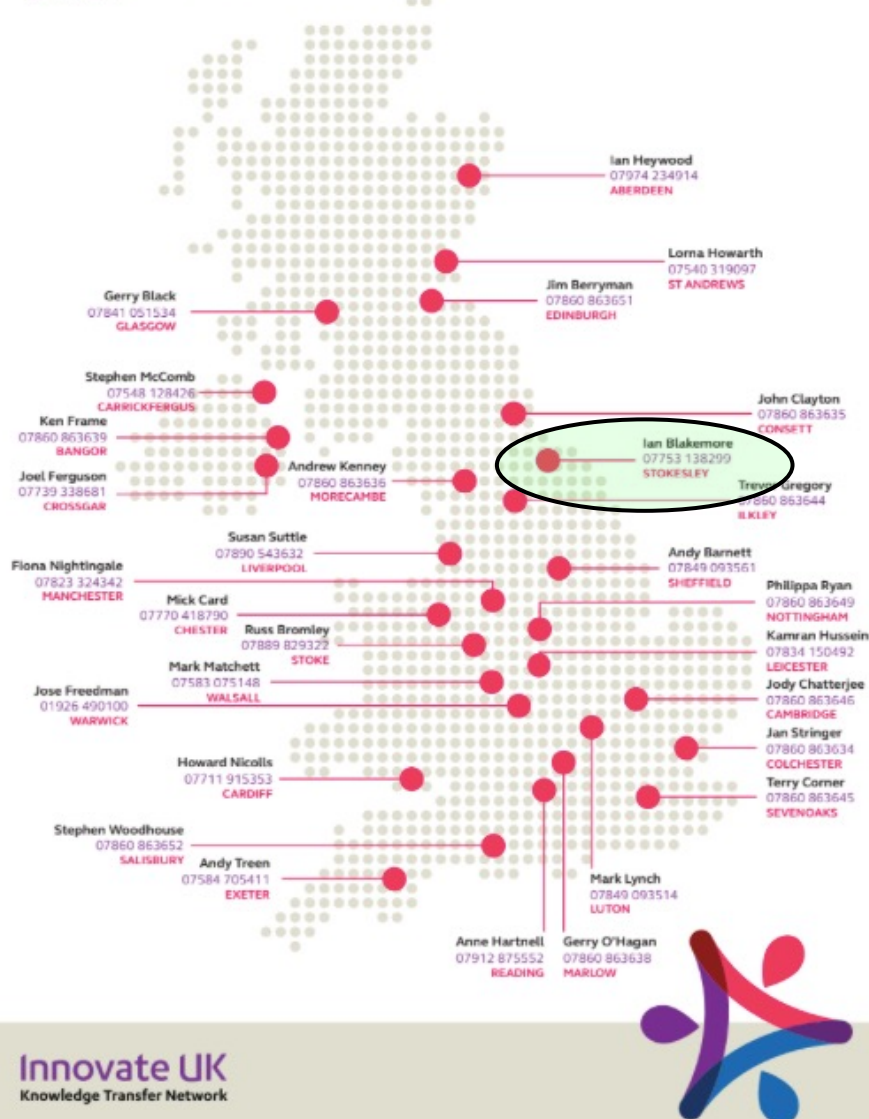 Ian Heywood
07974 234914
ABERDEEN
Lorna Howarth
07540 319097
ST ANDREWS
Jim Berryman
07860 863651
EDINBURGH
Gerry Black
07841 051534
GLASGOW
Stephen McComb
07548 128426
CARRICKFERGUS
John Clayton
07860 863635
CONSETT
Ken Frame
07860 863639
BANGOR
Ian Blakemore
07753 138299
STOKESLEY
Andrew Kenney
07860 863636
MORECAMBE
Joel Ferguson
07739 338681
CROSSGAR
Trevor Gregory
07860 863644
ILKLEY
Susan Suttle
07890 543632
LIVERPOOL
Andy Barnett
07849 093561
SHEFFIELD
Fiona Nightingale
07823 324342
MANCHESTER
Philippa Ryan
07860 863649
NOTTINGHAM
Mick Card
07770 418790
CHESTER
Russ Bromley
07889 829322
STOKE
Kamran Hussein
07834 150492
LEICESTER
Mark Matchett
07583 075148
WALSALL
Jose Freedman
01926 490100
WARWICK
Jody Chatterjee
07860 863646
CAMBRIDGE
Jan Stringer
07860 863634
COLCHESTER
Howard Nicolls
07711 915353
CARDIFF
Terry Corner
07860 863645
SEVENOAKS
Stephen Woodhouse
07860 863652
SALISBURY
Andy Treen
07584 705411
EXETER
Mark Lynch
07849 093514
LUTON
Anne Hartnell
07912 875552
READING
Gerry O'Hagan
07860 863638
MARLOW
Innovate UK
Knowledge Transfer Network